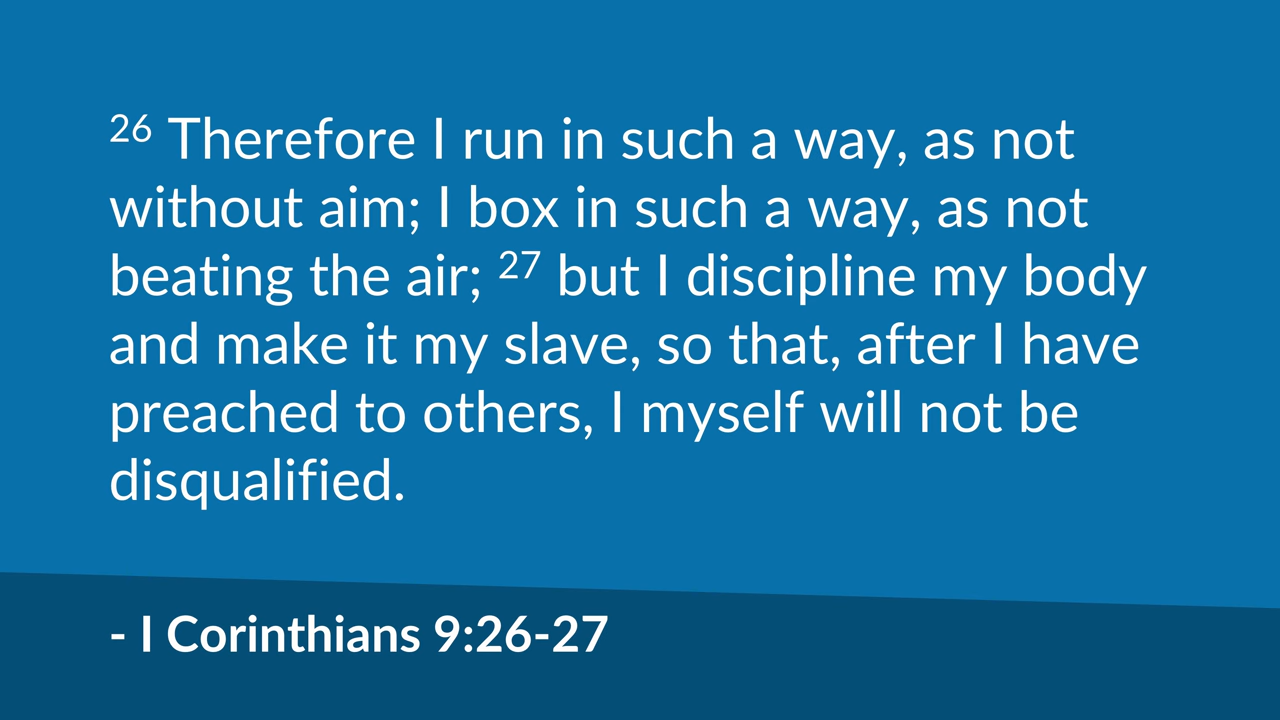 26 Therefore I run in such a way, as not
without aim; I box in such a way, as not
beating the air; 27 but I discipline my body
and make it my slave, so that, after I have
preached to others, I myself will not be
disqualified.
- I Corinthians 9:26-27